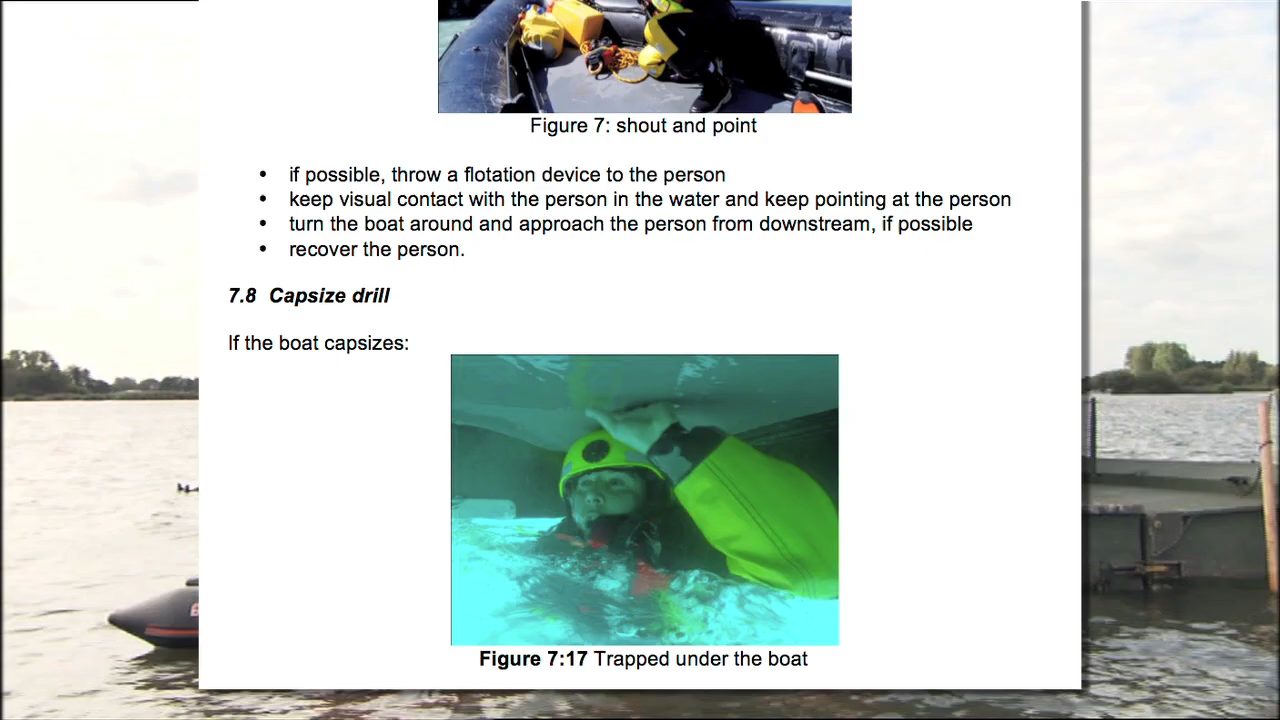 Figure 7: shout and point
• if possible, throw a flotation device to the person
• keep visual contact with the person in the water and keep pointing at the person
• turn the boat around and approach the person from downstream, if possible
• recover the person.
7.8 Capsize drill
If the boat capsizes:
Figure 7:17 Trapped under the boat